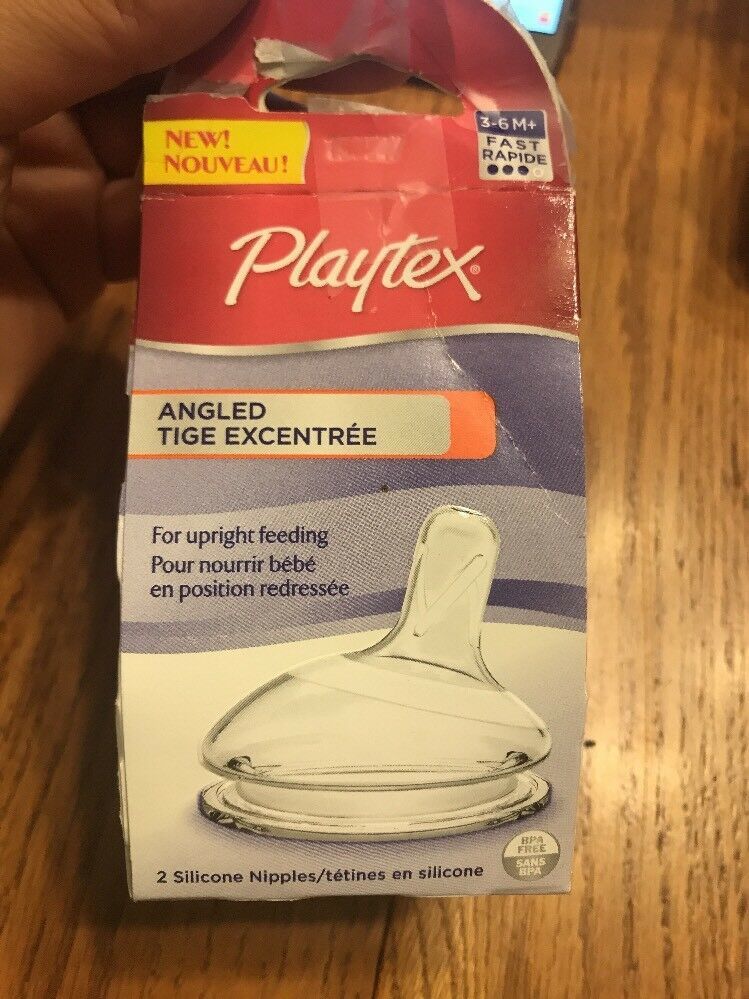 NEW!
NOUVEAU!
3-6 M+
FAST
RAPIDE
Playtex®
ANGLED
TIGE EXCENTRÉE
For upright feeding
Pour nourrir bébé
en position redressée
2 Silicone Nipples/tétines en silicone
BPA
FREE
SANS
BPA